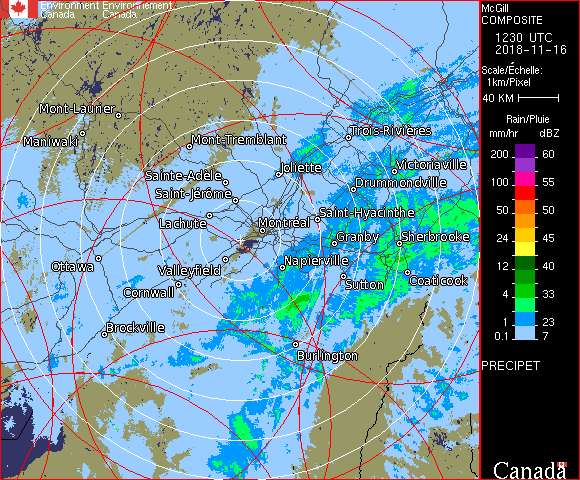 Environment Environnement
Canada Canada
McGill
COMPOSITE
1230 UTC
2018-11-16
Scale/Échelle:
1km/Pixel
40 KM
Rain/Pluie
mm/hr dBZ
200 60
100 55
50 50
24 45
12 40
4 33
1 23
0.1 7
PRECIPET
Canada
Mont-Laurier
Maniwaki
Mont-Tremblant
Trois-Rivières
Joliette
Victoriaville
Sainte-Adèle
Drummondville
Saint-Jérôme
Lachute
Saint-Hyacinthe
Montréal
Granby
Sherbrooke
Ottawa
Valleyfield
Napierville
Cornwall
Sutton
Coaticook
Brockville
Burlington